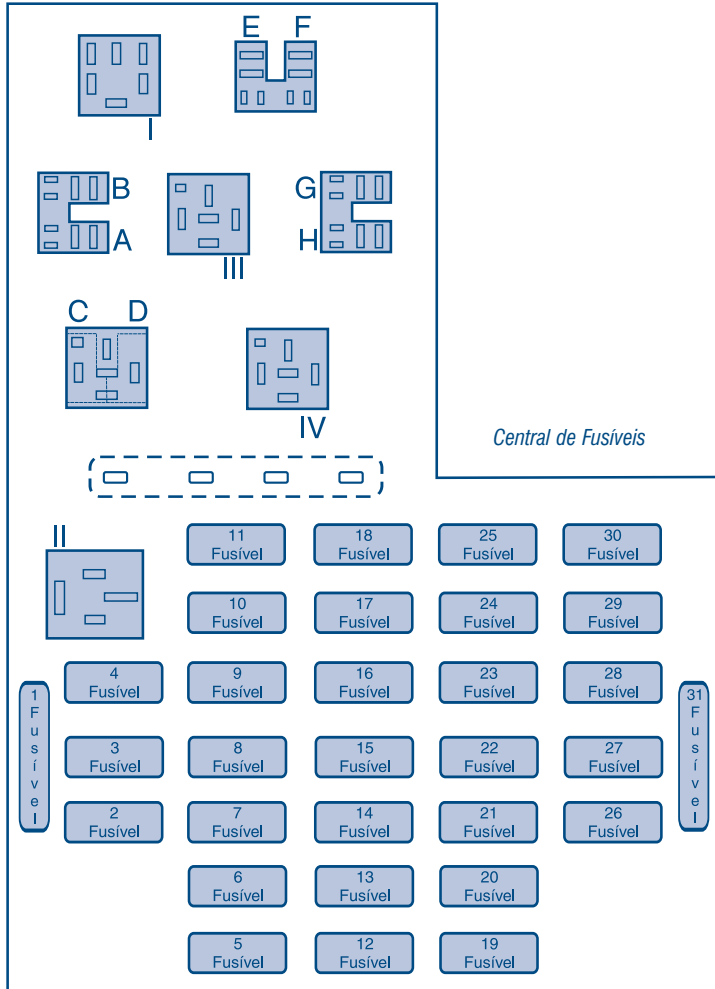 E F
I
B G
A H
III
C D
IV
Central de Fusíveis
II
11 18 25 30
Fusível Fusível Fusível Fusível
10 17 24 29
Fusível Fusível Fusível Fusível
4 9 16 23 28
Fusível Fusível Fusível Fusível Fusível
1 Fusível
31 Fusível
3 8 15 22 27
Fusível Fusível Fusível Fusível Fusível
2 7 14 21 26
Fusível Fusível Fusível Fusível Fusível
6 13 20
Fusível Fusível Fusível
5 12 19
Fusível Fusível Fusível